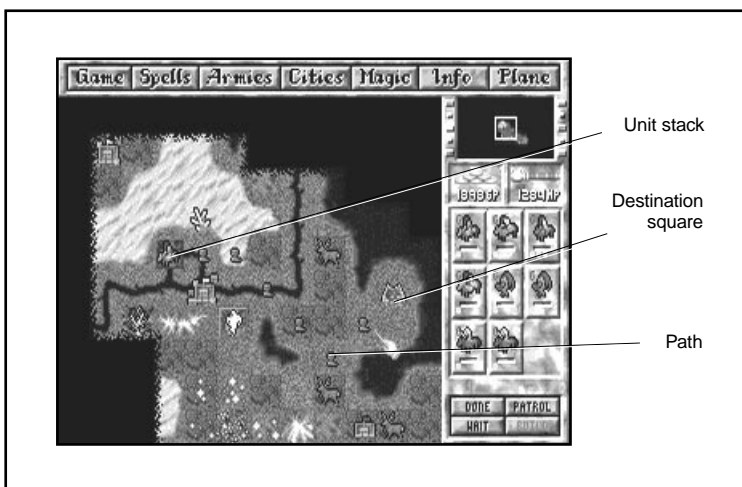 Game Spells Armies Cities Magic Info Plane
Unit stack
Destination
square
Path
DONE PATROL
WAIT